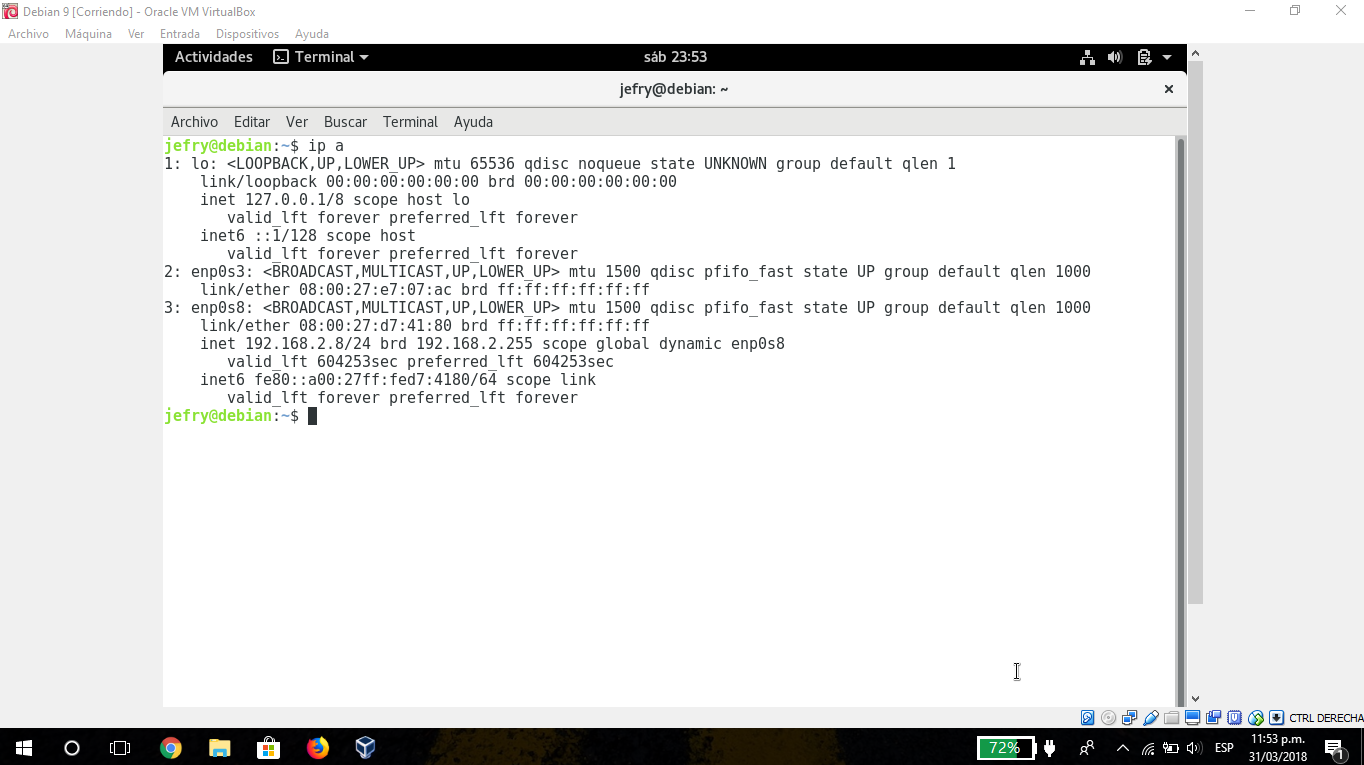 Debian 9 [Corriendo] - Oracle VM VirtualBox
Archivo Máquina Ver Entrada Dispositivos Ayuda
Actividades Terminal sáb 23:53
jefry@debian: ~
Archivo Editar Ver Buscar Terminal Ayuda
jefry@debian:~$ ip a
1: lo: <LOOPBACK,UP,LOWER_UP> mtu 65536 qdisc noqueue state UNKNOWN group default qlen 1
    link/loopback 00:00:00:00:00:00 brd 00:00:00:00:00:00
    inet 127.0.0.1/8 scope host lo
       valid_lft forever preferred_lft forever
    inet6 ::1/128 scope host
       valid_lft forever preferred_lft forever
2: enp0s3: <BROADCAST,MULTICAST,UP,LOWER_UP> mtu 1500 qdisc pfifo_fast state UP group default qlen 1000
    link/ether 08:00:27:e7:07:ac brd ff:ff:ff:ff:ff:ff
3: enp0s8: <BROADCAST,MULTICAST,UP,LOWER_UP> mtu 1500 qdisc pfifo_fast state UP group default qlen 1000
    link/ether 08:00:27:d7:41:80 brd ff:ff:ff:ff:ff:ff
    inet 192.168.2.8/24 brd 192.168.2.255 scope global dynamic enp0s8
       valid_lft 604253sec preferred_lft 604253sec
    inet6 fe80::a00:27ff:fed7:4180/64 scope link
       valid_lft forever preferred_lft forever
jefry@debian:~$
CTRL DERECHA
72% ESP 11:53 p.m.
31/03/2018 1